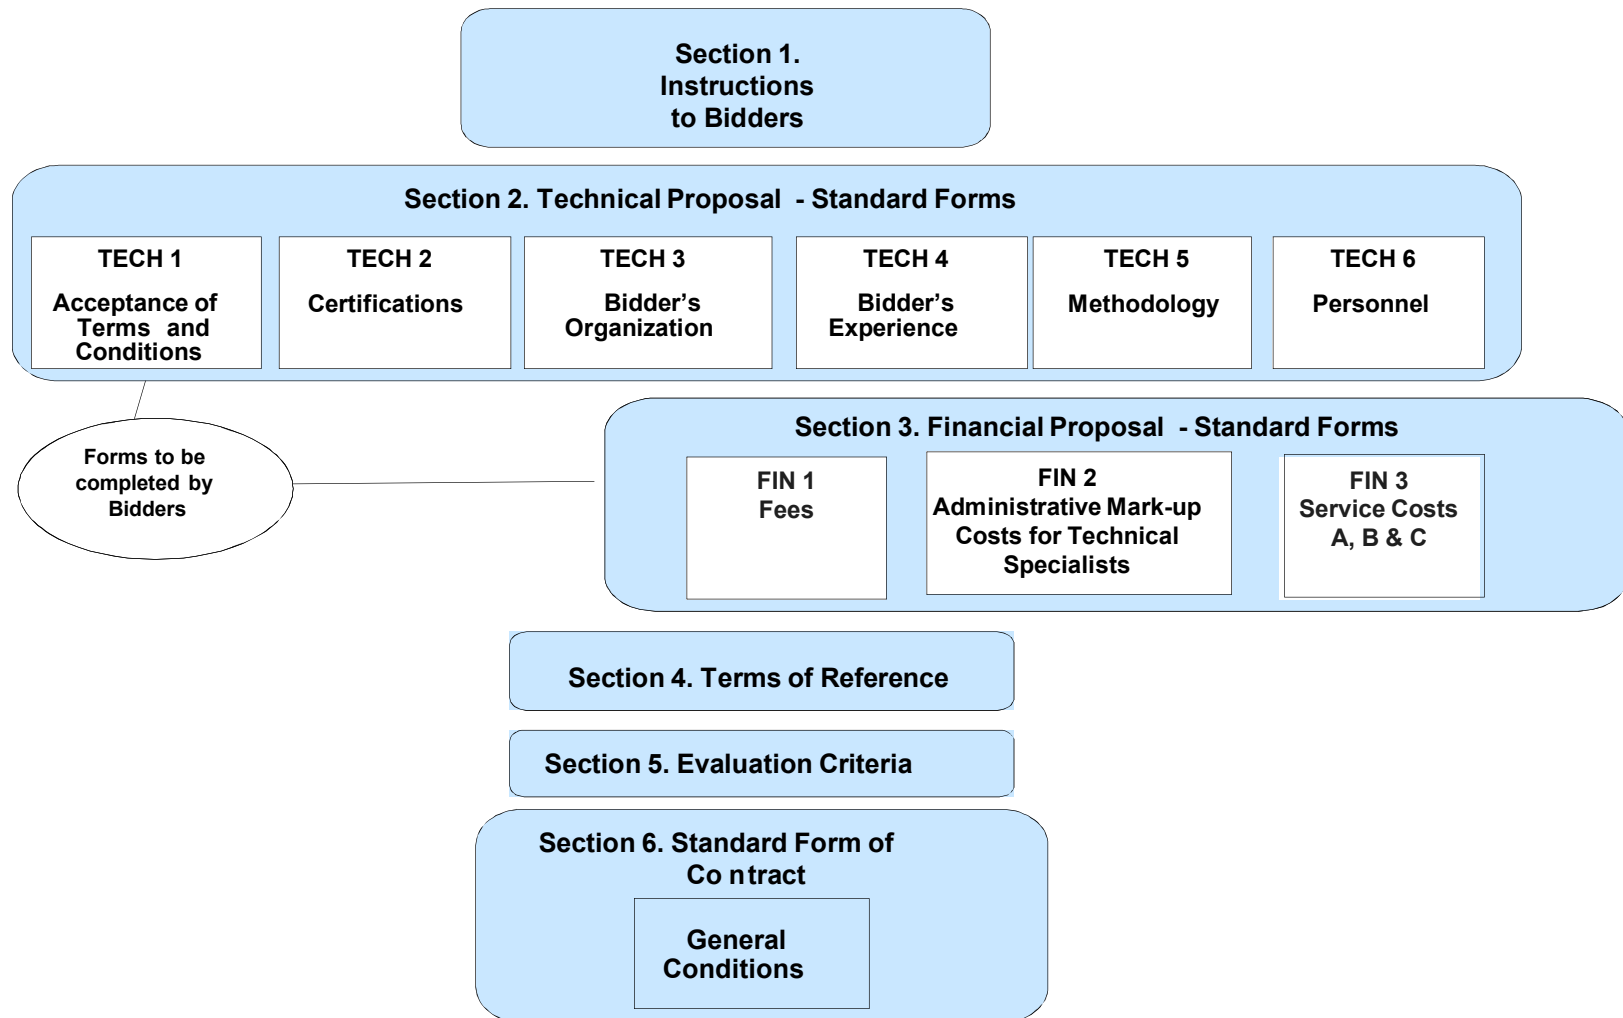 Section 1.
Instructions
to Bidders
Section 2. Technical Proposal - Standard Forms
TECH 1
Acceptance of
Terms and
Conditions
TECH 2
Certifications
TECH 3
Bidder’s
Organization
TECH 4
Bidder’s
Experience
TECH 5
Methodology
TECH 6
Personnel
Forms to be
completed by
Bidders
Section 3. Financial Proposal - Standard Forms
FIN 1
Fees
FIN 2
Administrative Mark-up
Costs for Technical
Specialists
FIN 3
Service Costs
A, B & C
Section 4. Terms of Reference
Section 5. Evaluation Criteria
Section 6. Standard Form of
Co ntract
General
Conditions